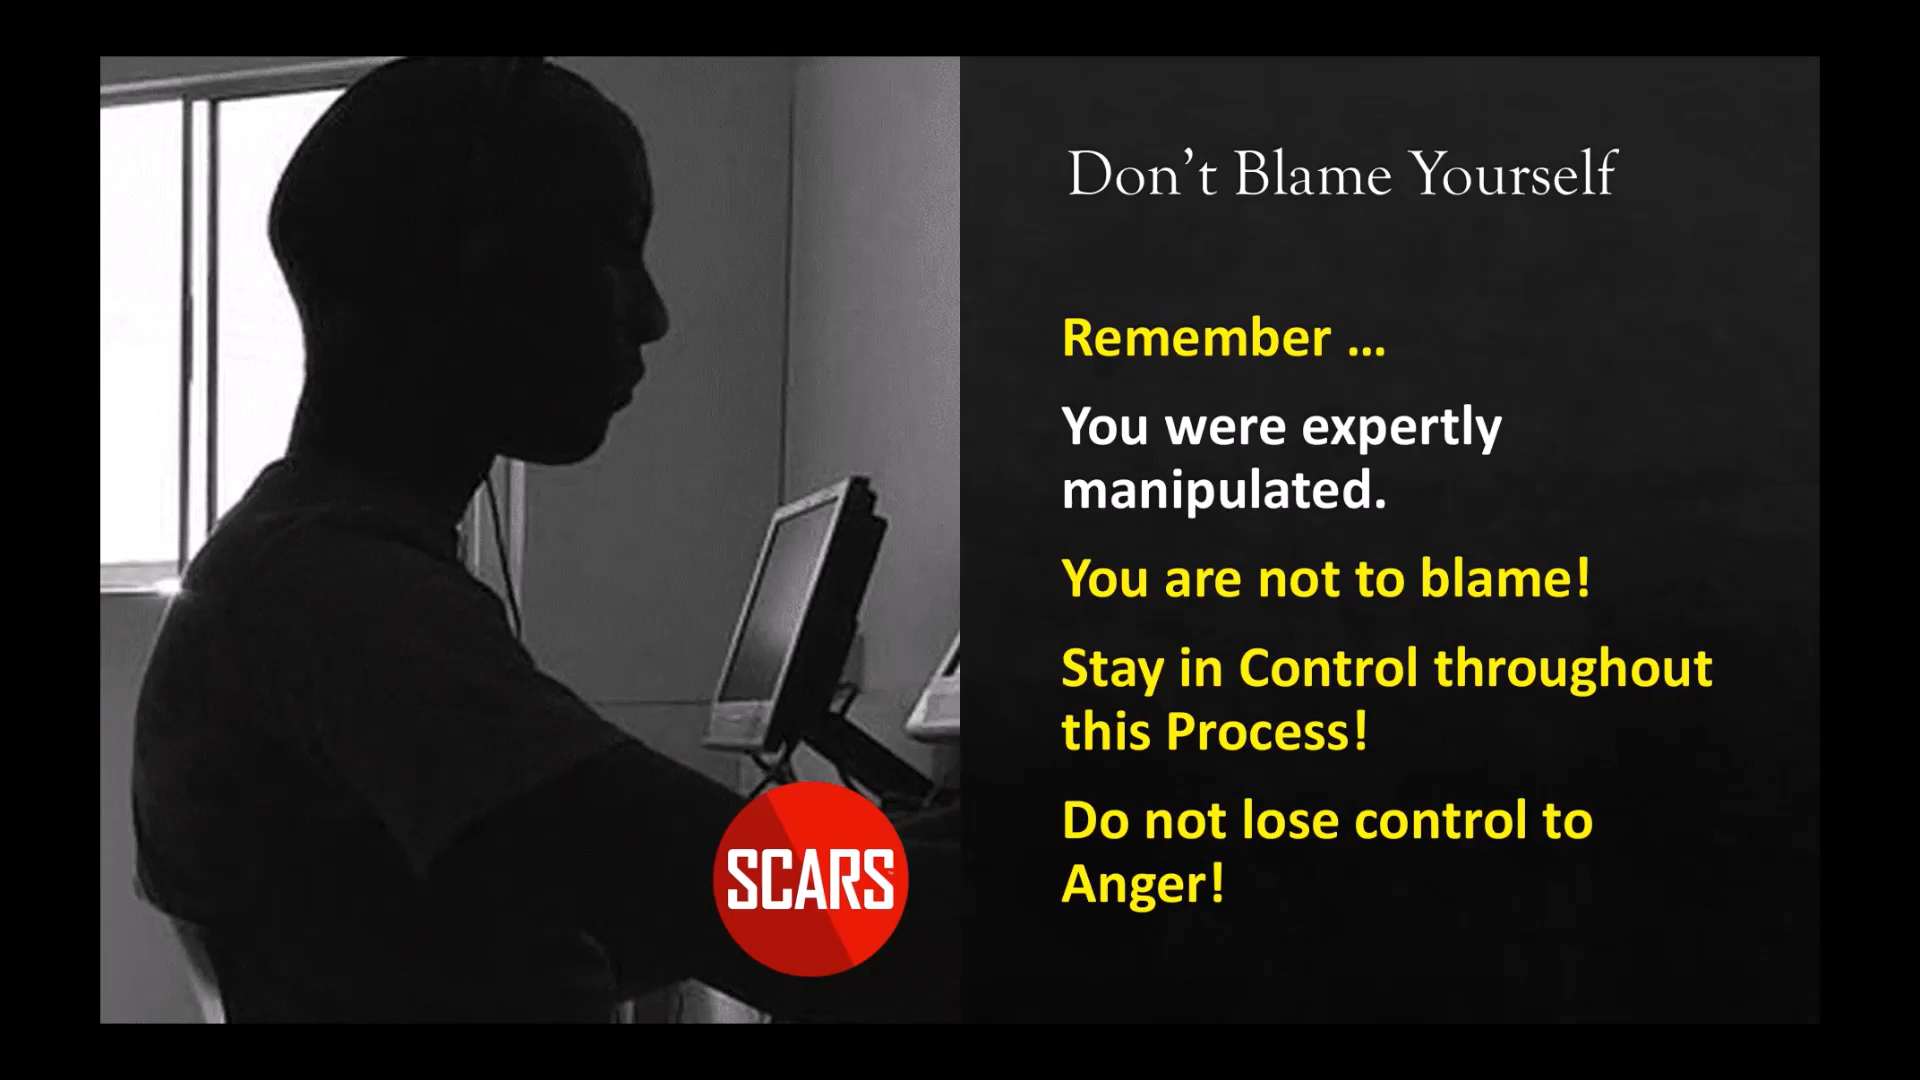 Don’t Blame Yourself
Remember ...
You were expertly
manipulated.
You are not to blame!
Stay in Control throughout
this Process!
Do not lose control to
Anger!
SCARS